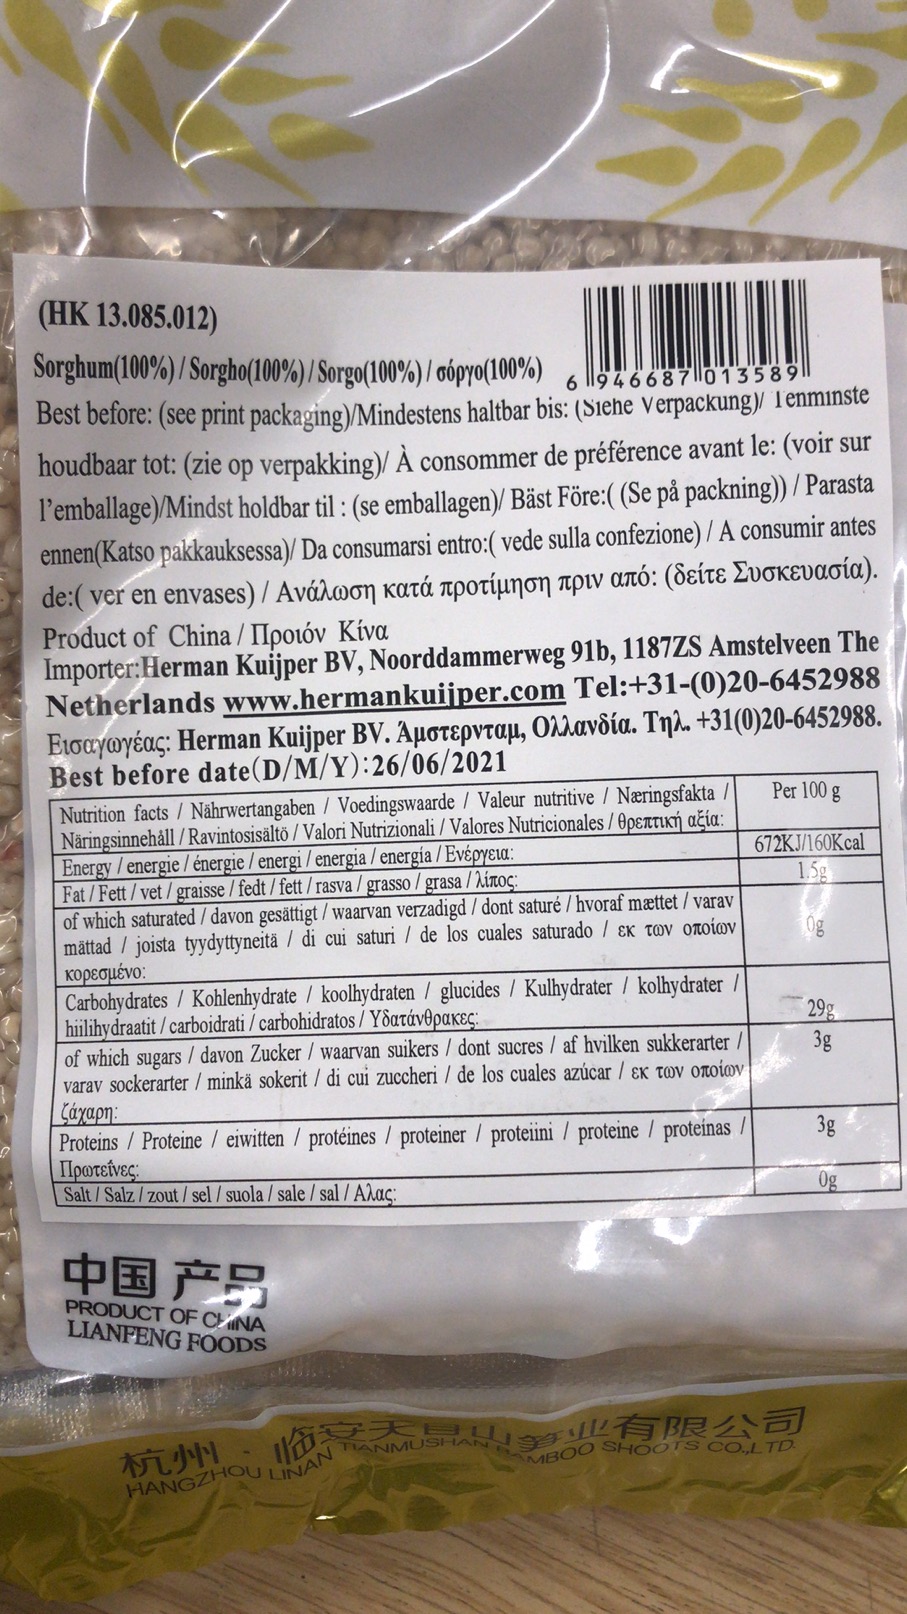 (HK 13.085.012)
Sorghum(100%) / Sorgho(100%) / Sorgo(100%) / σόργο(100%)
6 946687 013589
Best before: (see print packaging)/Mindestens haltbar bis: (Siehe Verpackung)/ Tenminste
houdbaar tot: (zie op verpakking)/ À consommer de préférence avant le: (voir sur
l'emballage)/Mindst holdbar til : (se emballagen)/ Bäst Före:( (Se på packning)) / Parasta
ennen(Katso pakkauksessa)/ Da consumarsi entro:( vede sulla confezione) / A consumir antes
de:( ver en envases) / Ανάλωση κατά προτίμηση πριν από: (δείτε Συσκευασία).
Product of China / Προιόν Κίνα
Importer:Herman Kuijper BV, Noorddammerweg 91b, 1187ZS Amstelveen The
Netherlands www.hermankuijper.com Tel:+31-(0)20-6452988
Εισαγωγέας: Herman Kuijper BV. Άμστερνταμ, Ολλανδία. Τηλ. +31(0)20-6452988.
Best before date(D/M/Y):26/06/2021
Nutrition facts / Nährwertangaben / Voedingswaarde / Valeur nutritive / Næringsfakta / Per 100 g
Näringsinnehåll / Ravintosisältö / Valori Nutrizionali / Valores Nutricionales / θρεπτική αξία:
Energy / energie / énergie / energi / energia / energía / Ενέργεια: 672KJ/160Kcal
Fat / Fett / vet / graisse / fedt / fett / rasva / grasso / grasa / λίπος: 1.5g
of which saturated / davon gesättigt / waarvan verzadigd / dont saturé / hvoraf mættet / varav
mättad / joista tyydyttyneitä / di cui saturi / de los cuales saturado / εκ των οποίων 0g
κορεσμένο:
Carbohydrates / Kohlenhydrate / koolhydraten / glucides / Kulhydrater / kolhydrater /
hiilihydraatit / carboidrati / carbohidratos / Υδατάνθρακες: 29g
of which sugars / davon Zucker / waarvan suikers / dont sucres / af hvilken sukkerarter / 3g
varav sockerarter / minkä sokerit / di cui zuccheri / de los cuales azúcar / εκ των οποίων
ζάχαρη:
Proteins / Proteine / eiwitten / protéines / proteiner / proteiini / proteine / proteínas / 3g
Πρωτεΐνες:
Salt / Salz / zout / sel / suola / sale / sal / Αλας: 0g
中国产品
PRODUCT OF CHINA
LIANFENG FOODS
杭州·临安天目山笋业有限公司
HANGZHOU LINAN TIANMUSHAN BAMBOO SHOOTS CO.,LTD.